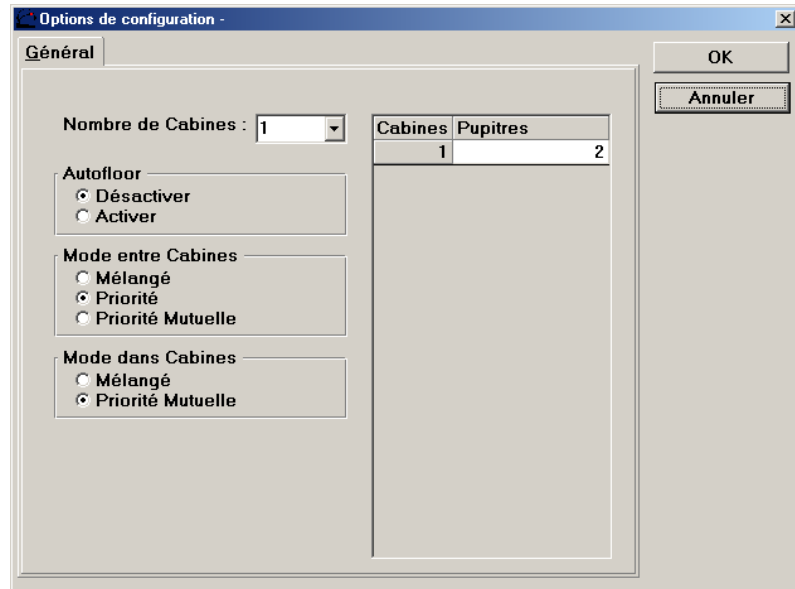 Options de configuration -
Général
OK
Annuler
Nombre de Cabines : 1
Cabines Pupitres
1 2
Autofloor
Désactiver
Activer
Mode entre Cabines
Mélangé
Priorité
Priorité Mutuelle
Mode dans Cabines
Mélangé
Priorité Mutuelle